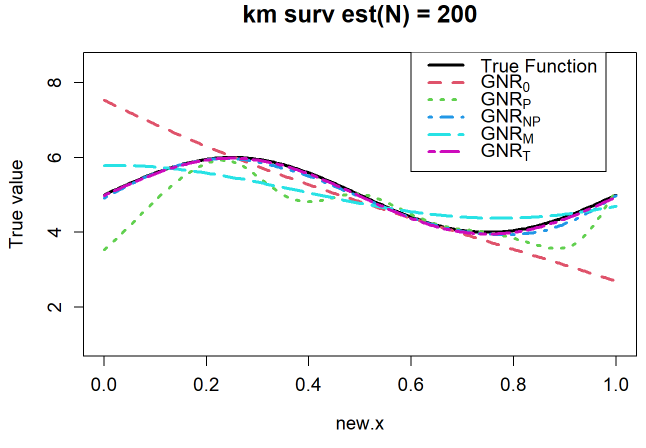 km surv est(N) = 200
True Function
GNR0
GNRP
GNRNP
GNRM
GNRT
True value
8
6
4
2
0.0 0.2 0.4 0.6 0.8 1.0
new.x